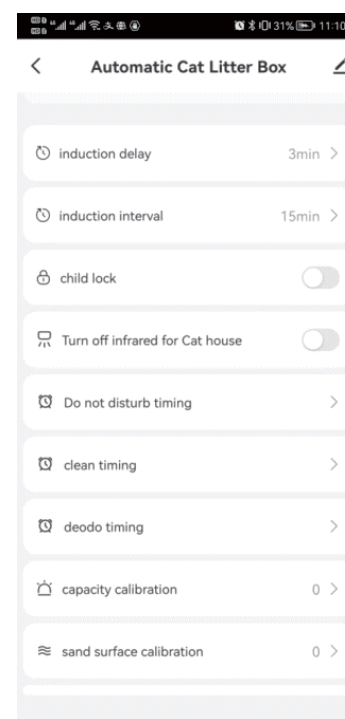 31% 11:10
Automatic Cat Litter Box
induction delay 3min
induction interval 15min
child lock
Turn off infrared for Cat house
Do not disturb timing
clean timing
deodo timing
capacity calibration 0
sand surface calibration 0